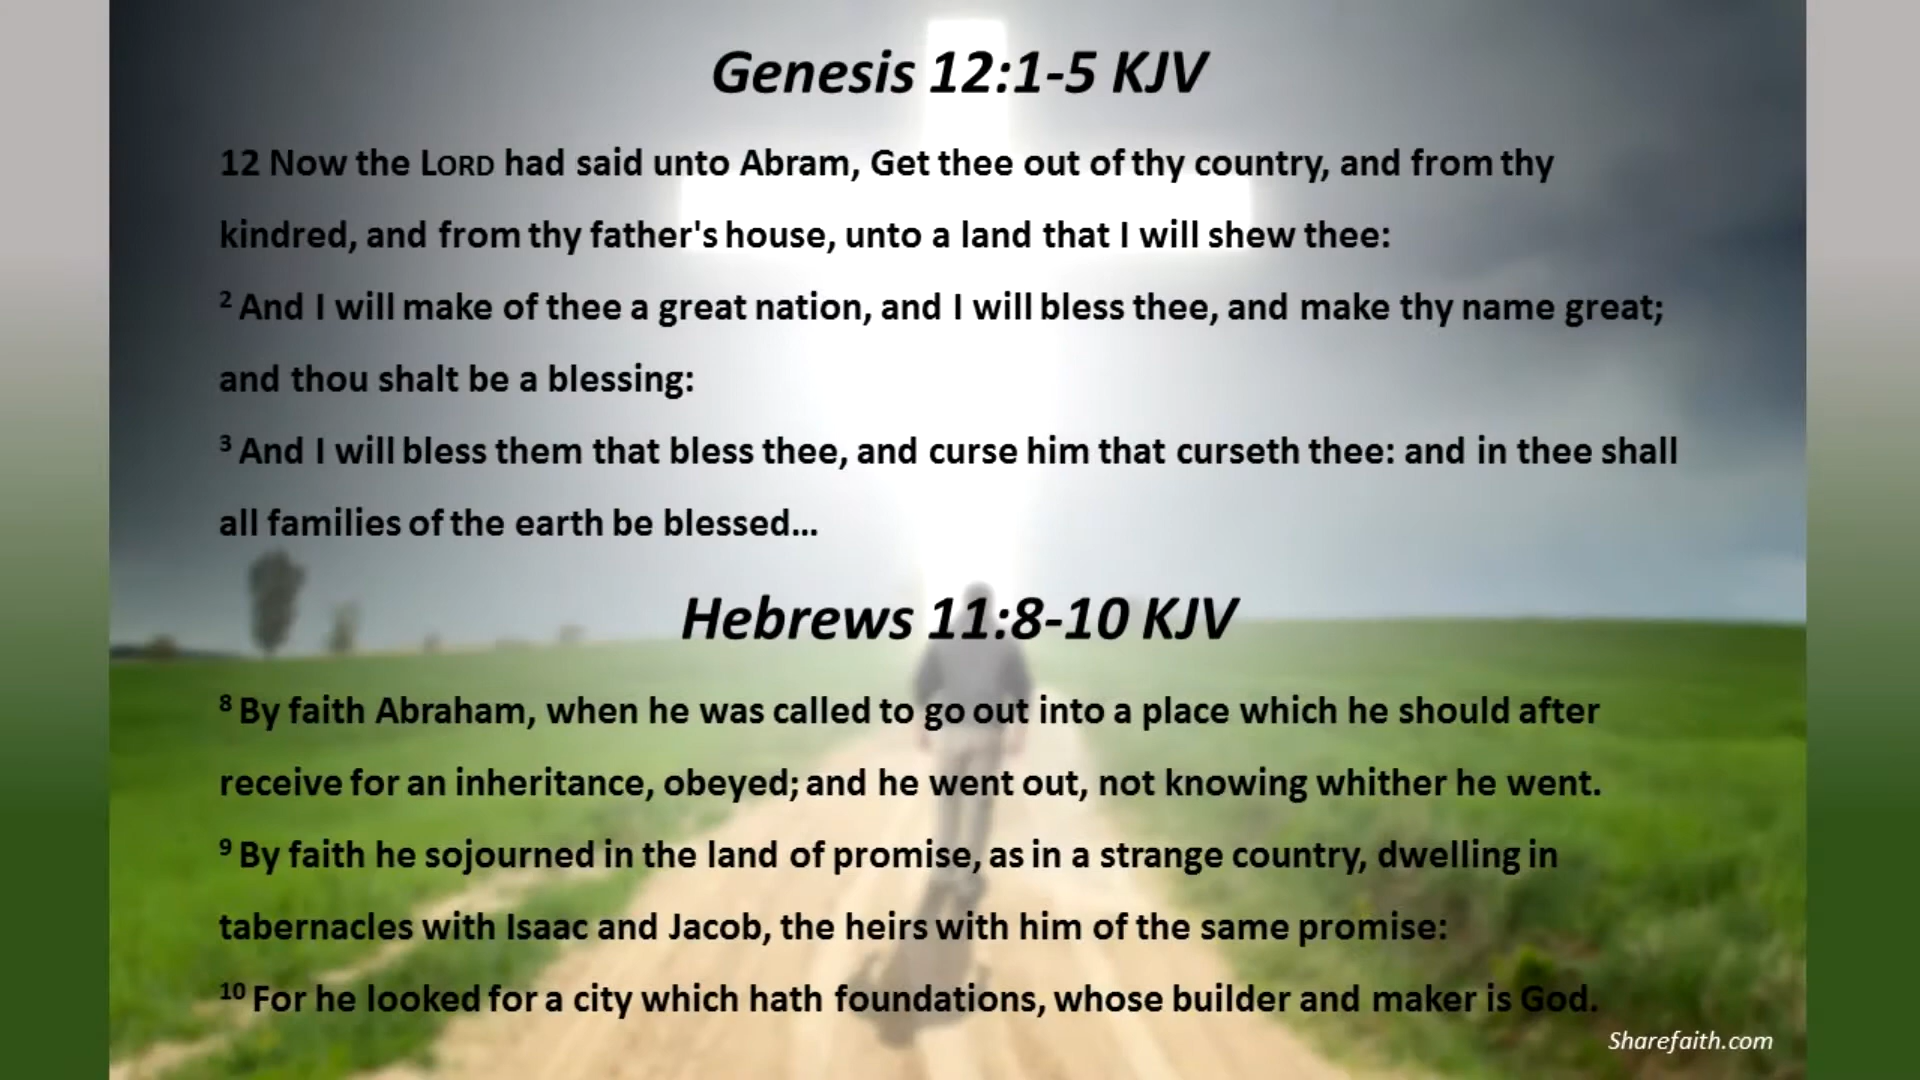 Genesis 12:1-5 KJV
12 Now the LORD had said unto Abram, Get thee out of thy country, and from thy
kindred, and from thy father's house, unto a land that I will shew thee:
2 And I will make of thee a great nation, and I will bless thee, and make thy name great;
and thou shalt be a blessing:
3 And I will bless them that bless thee, and curse him that curseth thee: and in thee shall
all families of the earth be blessed...
Hebrews 11:8-10 KJV
8 By faith Abraham, when he was called to go out into a place which he should after
receive for an inheritance, obeyed; and he went out, not knowing whither he went.
9 By faith he sojourned in the land of promise, as in a strange country, dwelling in
tabernacles with Isaac and Jacob, the heirs with him of the same promise:
10 For he looked for a city which hath foundations, whose builder and maker is God.
Sharefaith.com